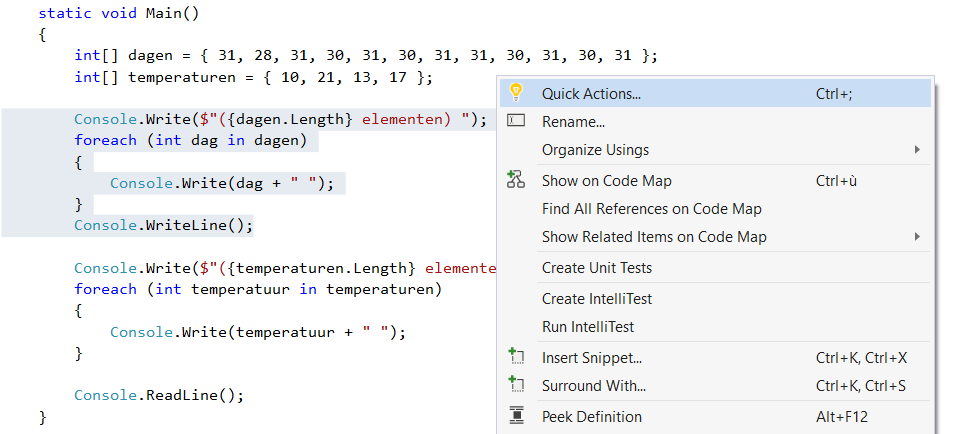 static void Main()
{
int[] dagen = { 31, 28, 31, 30, 31, 30, 31, 31, 30, 31, 30, 31 };
int[] temperaturen = { 10, 21, 13, 17 };
Console.Write($"({dagen.Length} elementen) ");
foreach (int dag in dagen)
{
Console.Write(dag + " ");
}
Console.WriteLine();
Console.Write($"({temperaturen.Length} elemente
foreach (int temperatuur in temperaturen)
{
Console.Write(temperatuur + " ");
}
Console.ReadLine();
}
Quick Actions... Ctrl+;
Rename...
Organize Usings
Show on Code Map Ctrl+ù
Find All References on Code Map
Show Related Items on Code Map
Create Unit Tests
Create IntelliTest
Run IntelliTest
Insert Snippet... Ctrl+K, Ctrl+X
Surround With... Ctrl+K, Ctrl+S
Peek Definition Alt+F12